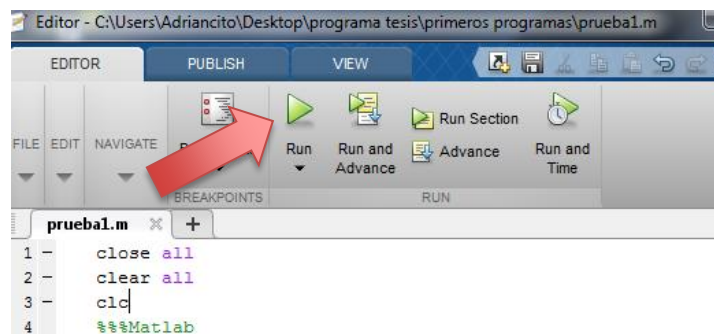 Editor - C:\Users\Adriancito\Desktop\programa tesis\primeros programas\prueba1.m
EDITOR PUBLISH VIEW
FILE EDIT NAVIGATE Run Run and Advance Run Section Advance Run and Time
BREAKPOINTS RUN
prueba1.m × +
1 – close all
2 – clear all
3 – clc
4 %%%Matlab